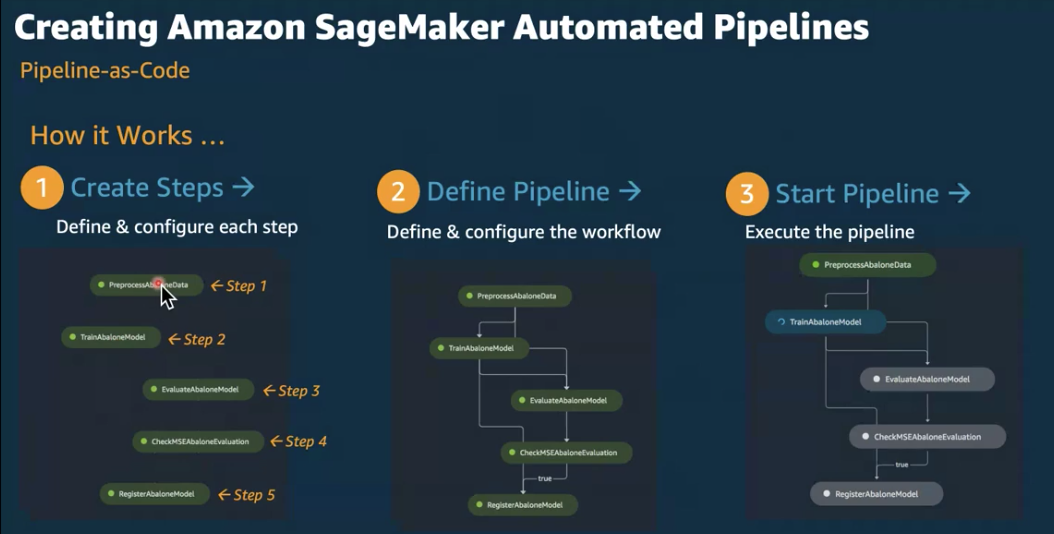 Creating Amazon SageMaker Automated Pipelines
Pipeline-as-Code
How it Works ...
1 Create Steps →
Define & configure each step
PreprocessAbaloneData ← Step 1
TrainAbaloneModel ← Step 2
EvaluateAbaloneModel ← Step 3
CheckMSEAbaloneEvaluation ← Step 4
RegisterAbaloneModel ← Step 5
2 Define Pipeline →
Define & configure the workflow
PreprocessAbaloneData
TrainAbaloneModel
EvaluateAbaloneModel
CheckMSEAbaloneEvaluation
true
RegisterAbaloneModel
3 Start Pipeline →
Execute the pipeline
PreprocessAbaloneData
TrainAbaloneModel
EvaluateAbaloneModel
CheckMSEAbaloneEvaluation
true
RegisterAbaloneModel